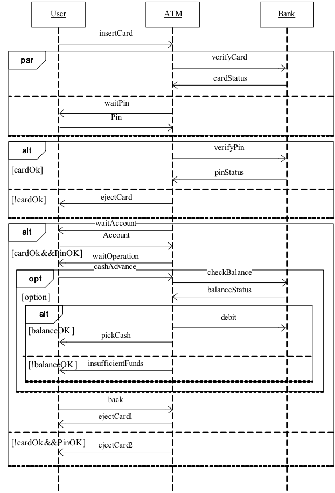 User ATM Bank
insertCard
par
verifyCard
cardStatus
waitPin
Pin
alt
verifyPin
[cardOk]
pinStatus
[!cardOk]
ejectCard
waitAccount
alt
Account
[cardOk&&PinOK]
waitOperation
cashAdvance
opt
checkBalance
[option]
balanceStatus
alt
debit
[balanceOK]
pickCash
[!balanceOK]
insufficientFunds
back
ejectCard1
[!cardOk&&PinOK]
ejectCard2